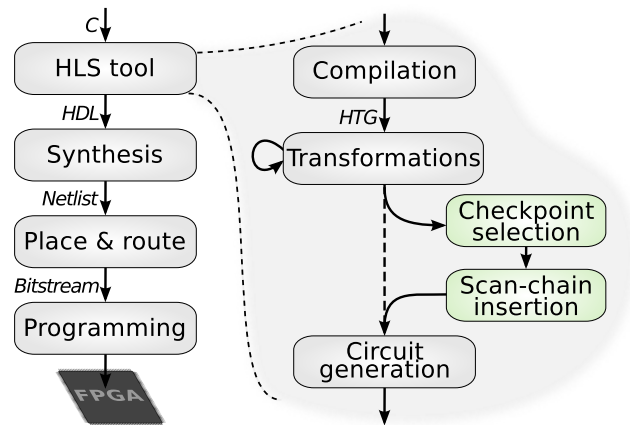 C
HLS tool
HDL
Synthesis
Netlist
Place & route
Bitstream
Programming
FPGA
Compilation
HTG
Transformations
Checkpoint
selection
Scan-chain
insertion
Circuit
generation